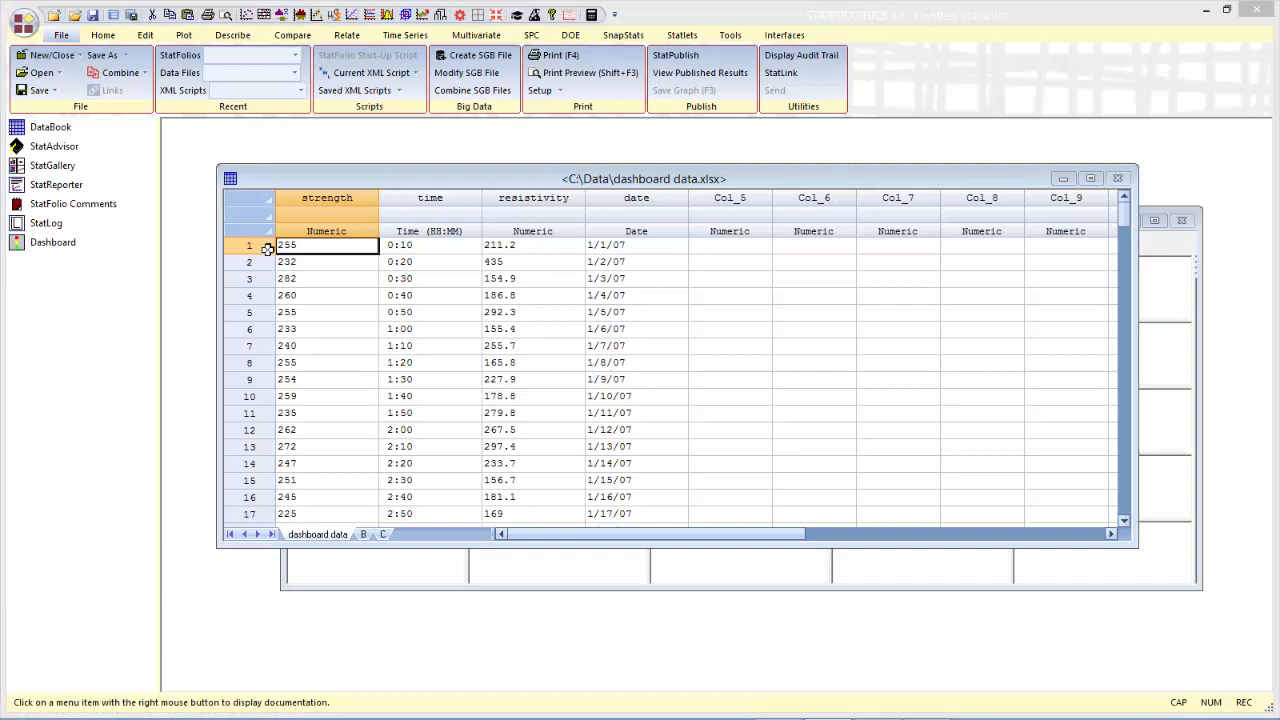 File Edit Plot Describe Compare Relate Time Series Multivariate SPC DOE SnapStats Statlets Tools Interfaces
New/Close Save As StatFolios StatFolio Start-Up Script Create SGB File Print (F4) StatPublish Display Audit Trail
Open Combine Data Files Current XML Script Modify SGB File Print Preview (Shift+F3) View Published Results StatLink
Save Links XML Scripts Saved XML Scripts Combine SGB Files Setup Save Graph (F3) Send
File Recent Scripts Big Data Print Publish Utilities
DataBook
StatAdvisor
StatGallery
StatReporter
StatFolio Comments
StatLog
Dashboard
<C:\Data\dashboard data.xlsx>
strength time resistivity date Col_5 Col_6 Col_7 Col_8 Col_9
Numeric Time (HH:MM) Numeric Date Numeric Numeric Numeric Numeric Numeric
1 255 0:10 211.2 1/1/07
2 232 0:20 435 1/2/07
3 282 0:30 154.9 1/3/07
4 260 0:40 186.8 1/4/07
5 255 0:50 292.3 1/5/07
6 233 1:00 155.4 1/6/07
7 240 1:10 255.7 1/7/07
8 255 1:20 165.8 1/8/07
9 254 1:30 227.9 1/9/07
10 259 1:40 178.8 1/10/07
11 235 1:50 279.8 1/11/07
12 262 2:00 267.5 1/12/07
13 272 2:10 297.4 1/13/07
14 247 2:20 233.7 1/14/07
15 251 2:30 156.7 1/15/07
16 245 2:40 181.1 1/16/07
17 225 2:50 169 1/17/07
dashboard data B C
Click on a menu item with the right mouse button to display documentation. CAP NUM REC